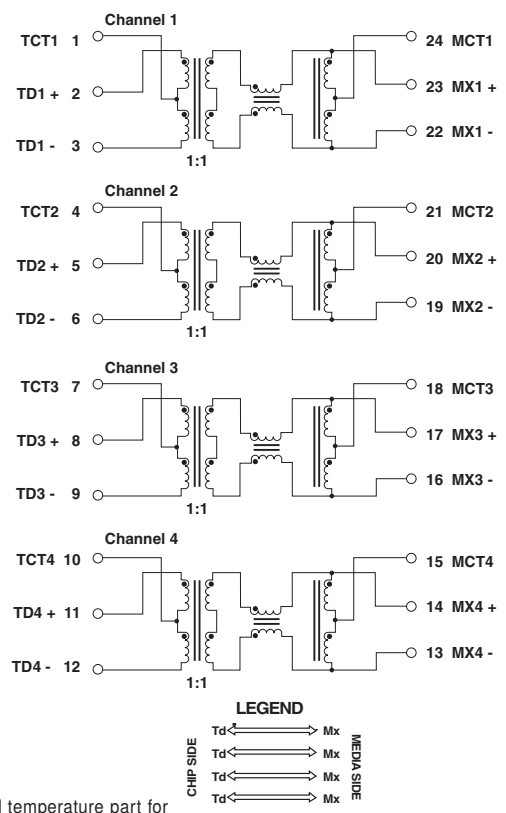 Channel 1
TCT1 1
24 MCT1
TD1 + 2
23 MX1 +
TD1 - 3
22 MX1 -
1:1
Channel 2
TCT2 4
21 MCT2
TD2 + 5
20 MX2 +
TD2 - 6
19 MX2 -
1:1
Channel 3
TCT3 7
18 MCT3
TD3 + 8
17 MX3 +
TD3 - 9
16 MX3 -
1:1
Channel 4
TCT4 10
15 MCT4
TD4 + 11
14 MX4 +
TD4 - 12
13 MX4 -
1:1
LEGEND
CHIP SIDE
Td Mx
Td Mx
Td Mx
Td Mx
MEDIA SIDE
temperature part for